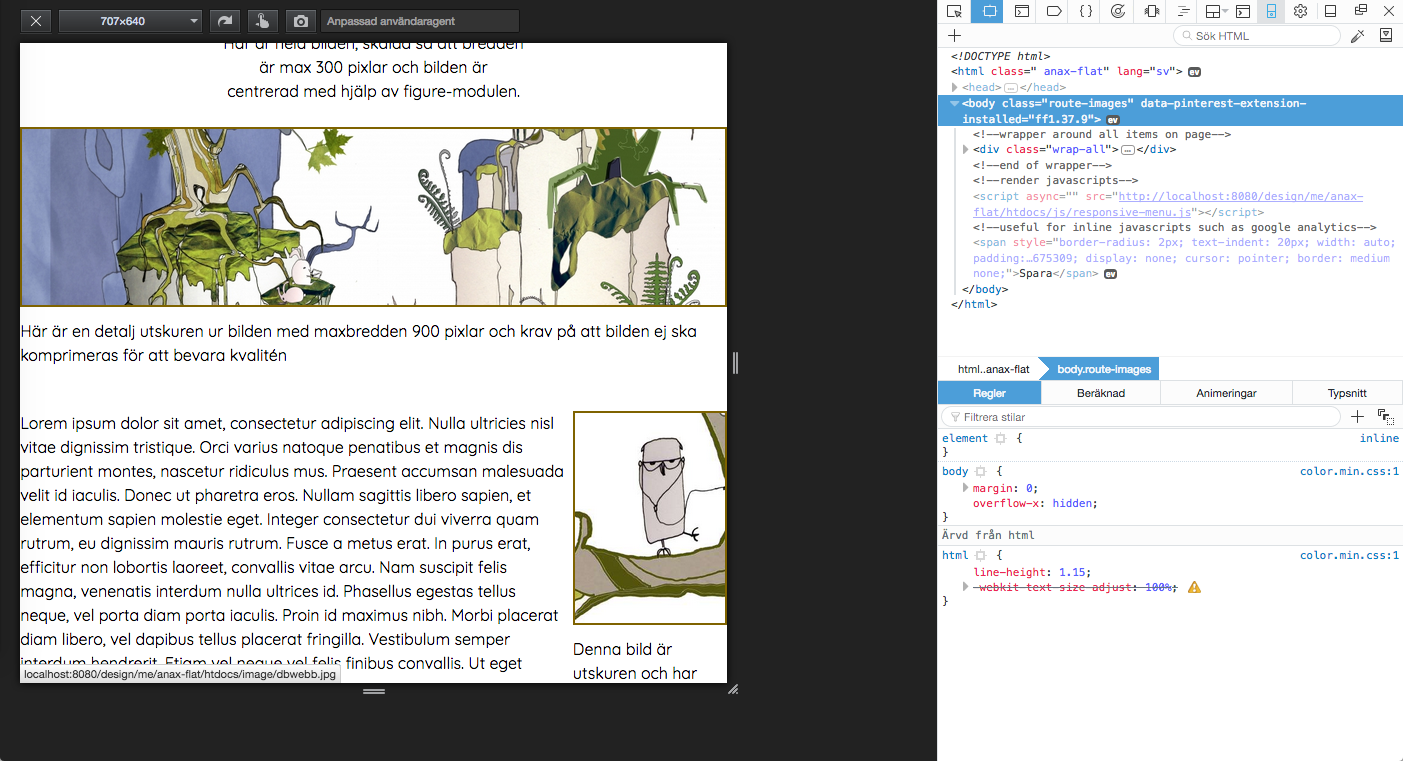 707×640
Anpassad användaragent
Här är hela bilden, skalad så att bredden
är max 300 pixlar och bilden är
centrerad med hjälp av figure-modulen.
Här är en detalj utskuren ur bilden med maxbredden 900 pixlar och krav på att bilden ej ska
komprimeras för att bevara kvalitén
Lorem ipsum dolor sit amet, consectetur adipiscing elit. Nulla ultricies nisl
vitae dignissim tristique. Orci varius natoque penatibus et magnis dis
parturient montes, nascetur ridiculus mus. Praesent accumsan malesuada
velit id iaculis. Donec ut pharetra eros. Nullam sagittis libero sapien, et
elementum sapien molestie eget. Integer consectetur dui viverra quam
rutrum, eu dignissim mauris rutrum. Fusce a metus erat. In purus erat,
efficitur non lobortis laoreet, convallis vitae arcu. Nam suscipit felis
magna, venenatis interdum nulla ultrices id. Phasellus egestas tellus
neque, vel porta diam porta iaculis. Proin id maximus nibh. Morbi placerat
diam libero, vel dapibus tellus placerat fringilla. Vestibulum semper
interdum hendrerit. Etiam vel neque vel felis finibus convallis. Ut eget
Denna bild är
utskuren och har
localhost:8080/design/me/anax-flat/htdocs/image/dbwebb.jpg
Sök HTML
<!DOCTYPE html>
<html class=" anax-flat" lang="sv"> ev
<head>…</head>
<body class="route-images" data-pinterest-extension-
installed="ff1.37.9"> ev
<!--wrapper around all items on page-->
<div class="wrap-all">…</div>
<!--end of wrapper-->
<!--render javascripts-->
<script async="" src="http://localhost:8080/design/me/anax-
flat/htdocs/js/responsive-menu.js"></script>
<!--useful for inline javascripts such as google analytics-->
<span style="border-radius: 2px; text-indent: 20px; width: auto;
padding:…675309; display: none; cursor: pointer; border: medium
none;">Spara</span> ev
</body>
</html>
html..anax-flat
body.route-images
Regler
Beräknad
Animeringar
Typsnitt
Filtrera stilar
element {
inline
}
body {
color.min.css:1
margin: 0;
overflow-x: hidden;
}
Ärvd från html
html {
color.min.css:1
line-height: 1.15;
-webkit-text-size-adjust: 100%;
}